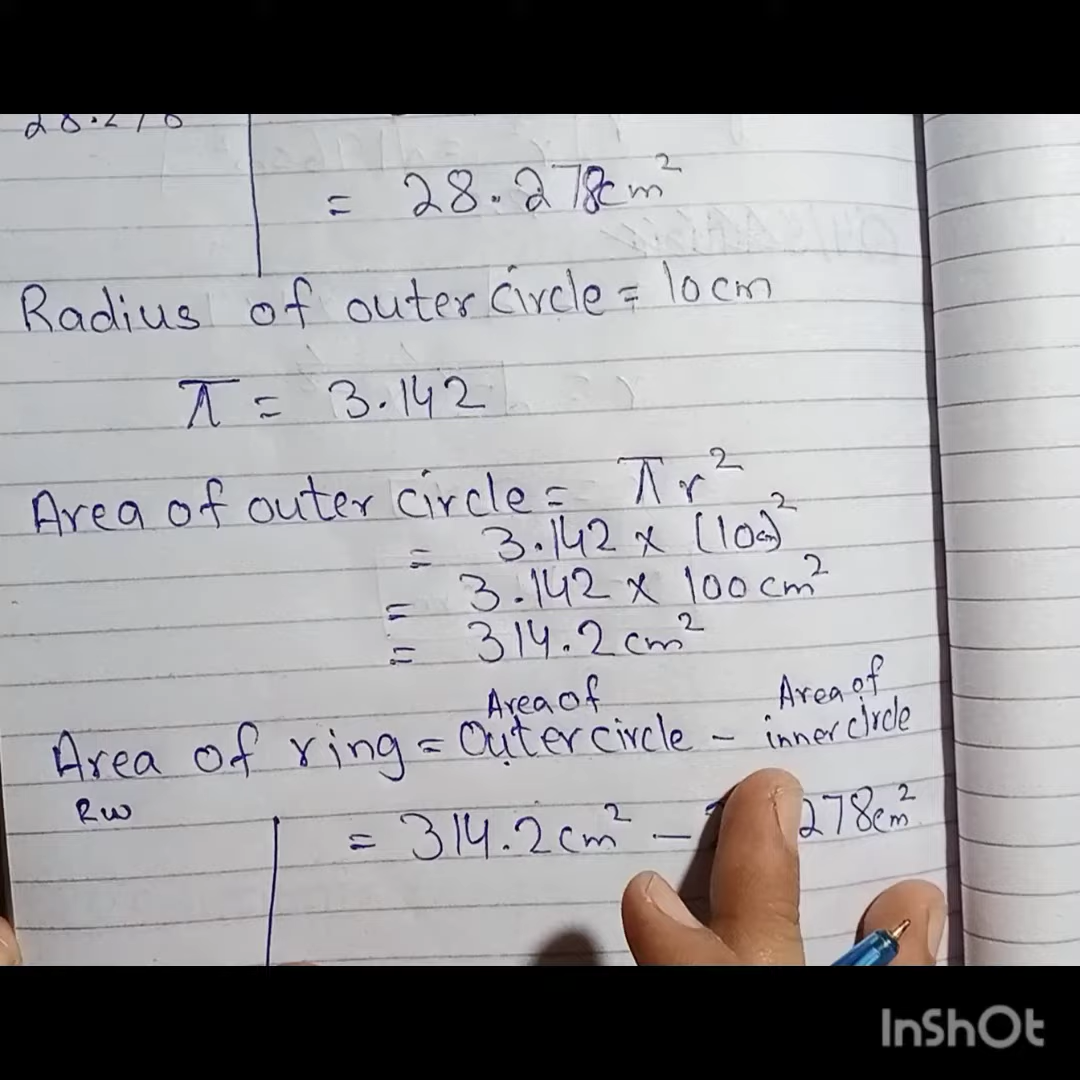 = 28.278cm²
Radius of outer circle = 10cm
π = 3.142
Area of outer circle = πr²
= 3.142 x (10cm)²
= 3.142 x 100cm²
= 314.2cm²
Area of ring = Area of Outer circle - Area of inner circle
RW
= 314.2cm² - 278cm²
InShOt